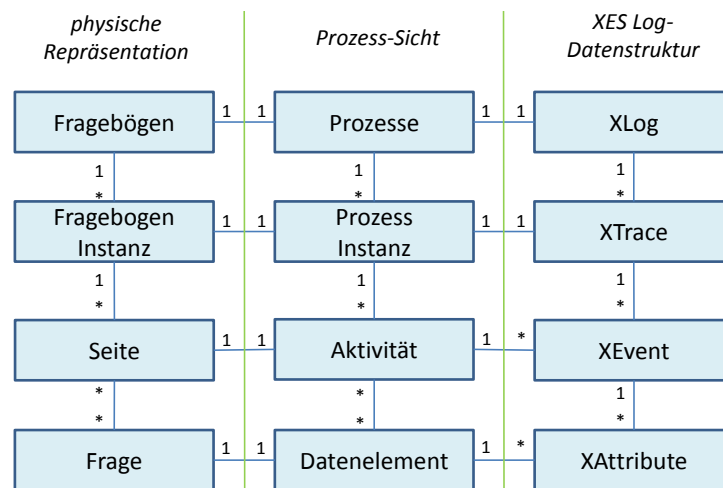 physische
Repräsentation
Prozess-Sicht
XES Log-
Datenstruktur
Fragebögen
1
1
Prozesse
1
1
XLog
1
*
1
*
1
*
Fragebogen
Instanz
1
1
Prozess
Instanz
1
1
XTrace
1
*
1
*
1
*
Seite
1
1
Aktivität
1
*
XEvent
*
*
*
*
1
*
Frage
1
1
Datenelement
1
*
XAttribute